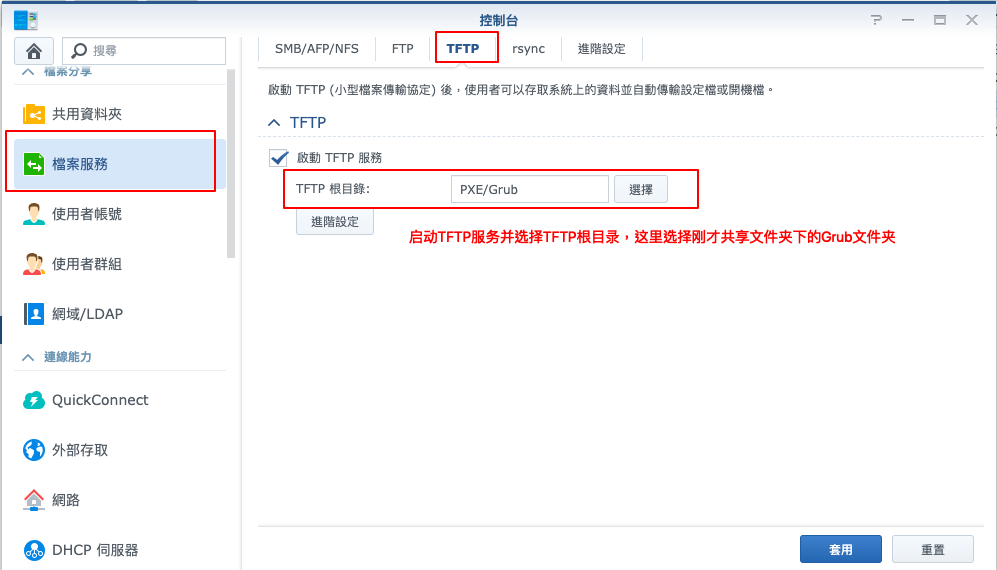 控制台
搜尋
SMB/AFP/NFS FTP TFTP rsync 進階設定
檔案分享
共用資料夾
檔案服務
使用者帳號
使用者群組
網域/LDAP
連線能力
QuickConnect
外部存取
網路
DHCP 伺服器
啟動 TFTP (小型檔案傳輸協定) 後，使用者可以存取系統上的資料並自動傳輸設定檔或開機檔。
TFTP
啟動 TFTP 服務
TFTP 根目錄: PXE/Grub 選擇
進階設定
启动TFTP服务并选择TFTP根目录，这里选择刚才共享文件夹下的Grub文件夹
套用 重置